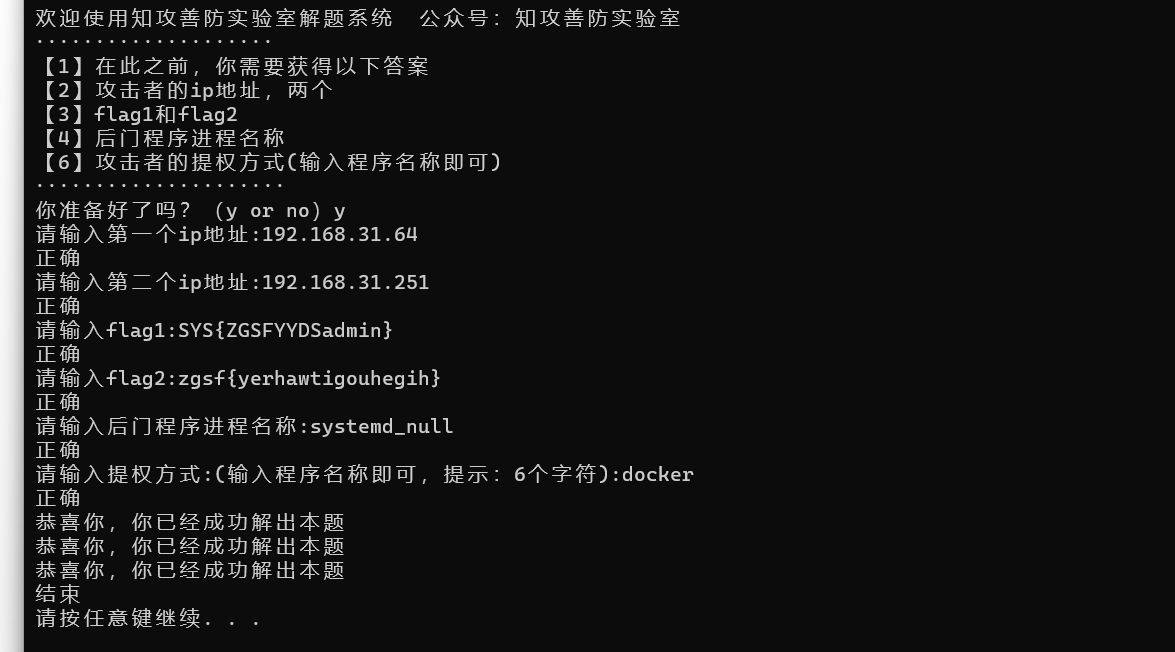 欢迎使用知攻善防实验室解题系统  公众号：知攻善防实验室
····················
【1】在此之前，你需要获得以下答案
【2】攻击者的ip地址，两个
【3】flag1和flag2
【4】后门程序进程名称
【6】攻击者的提权方式(输入程序名称即可)
·····················
你准备好了吗？（y or no）y
请输入第一个ip地址:192.168.31.64
正确
请输入第二个ip地址:192.168.31.251
正确
请输入flag1:SYS{ZGSFYYDSadmin}
正确
请输入flag2:zgsf{yerhawtigouhegih}
正确
请输入后门程序进程名称:systemd_null
正确
请输入提权方式:(输入程序名称即可，提示：6个字符):docker
正确
恭喜你，你已经成功解出本题
恭喜你，你已经成功解出本题
恭喜你，你已经成功解出本题
结束
请按任意键继续. . .